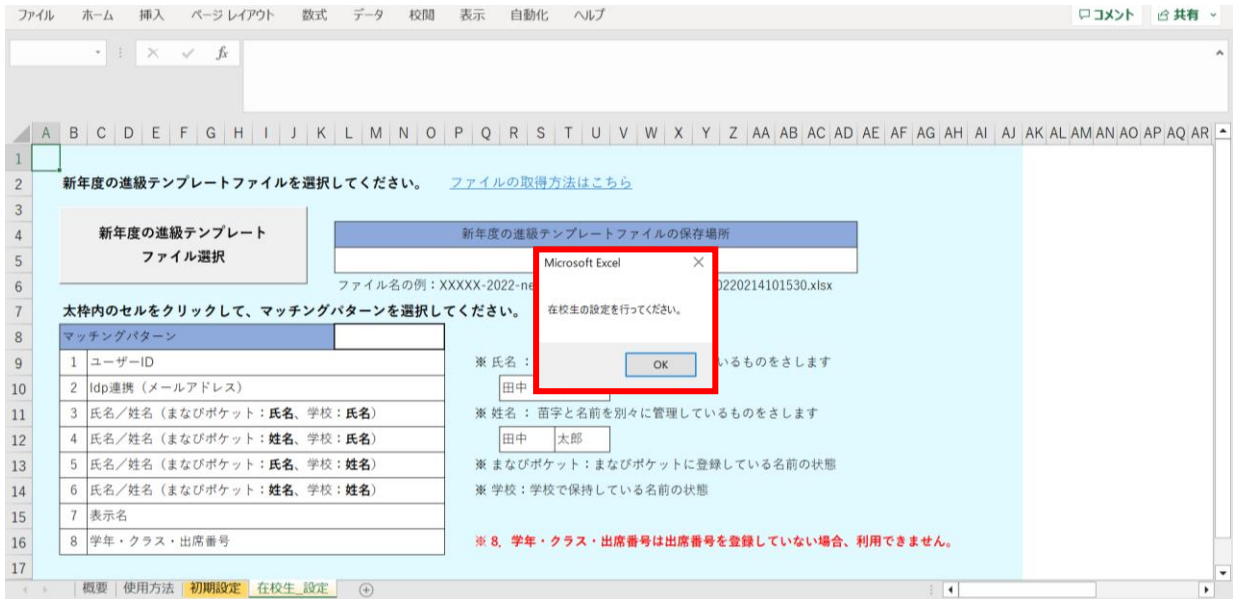 ファイル ホーム 挿入 ページ レイアウト 数式 データ 校閲 表示 自動化 ヘルプ コメント 共有
fx
A B C D E F G H I J K L M N O P Q R S T U V W X Y Z AA AB AC AD AE AF AG AH AI AJ AK AL AM AN AO AP AQ AR
1
2 新年度の進級テンプレートファイルを選択してください。 ファイルの取得方法はこちら
3
4 新年度の進級テンプレート 新年度の進級テンプレートファイルの保存場所
5 ファイル選択
Microsoft Excel
在校生の設定を行ってください。
OK
6 ファイル名の例：XXXXX-2022-ne 0220214101530.xlsx
7 太枠内のセルをクリックして、マッチングパターンを選択してください。
8 マッチングパターン
9 1 ユーザーID ※ 氏名： いるものをさします
10 2 Idp連携（メールアドレス） 田中
11 3 氏名／姓名（まなびポケット：氏名、学校：氏名） ※ 姓名 ： 苗字と名前を別々に管理しているものをさします
12 4 氏名／姓名（まなびポケット：姓名、学校：氏名） 田中 太郎
13 5 氏名／姓名（まなびポケット：氏名、学校：姓名） ※ まなびポケット：まなびポケットに登録している名前の状態
14 6 氏名／姓名（まなびポケット：姓名、学校：姓名） ※ 学校：学校で保持している名前の状態
15 7 表示名
16 8 学年・クラス・出席番号 ※ 8. 学年・クラス・出席番号は出席番号を登録していない場合、利用できません。
17
概要 使用方法 初期設定 在校生_設定